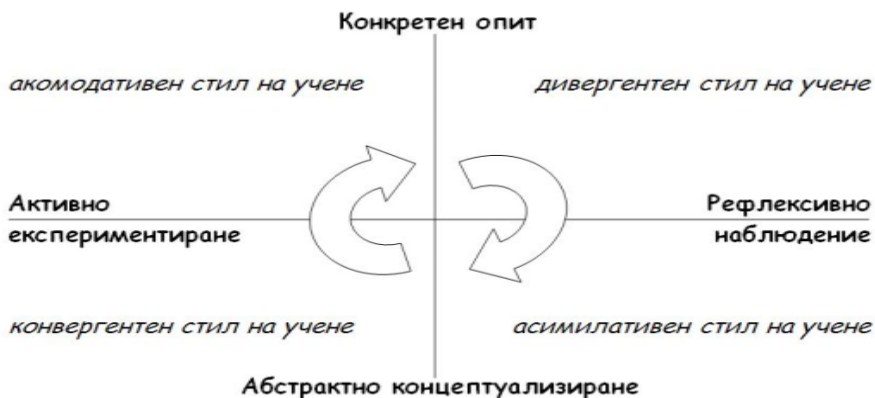 Конкретен опит
акомодативен стил на учене
дивергентен стил на учене
Активно
експериментиране
Рефлексивно
наблюдение
конвергентен стил на учене
асимилативен стил на учене
Абстрактно концептуализиране